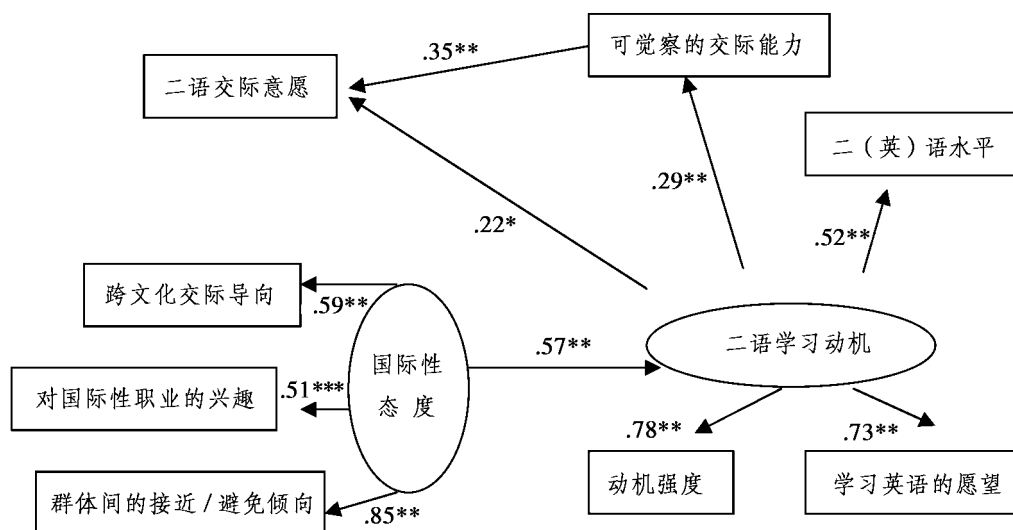 .35**
可觉察的交际能力
二语交际意愿
二（英）语水平
.29**
.22*
.52**
跨文化交际导向
.59**
国际性
态 度
.57**
二语学习动机
对国际性职业的兴趣
.51***
.78**
.73**
群体间的接近/避免倾向
.85**
动机强度
学习英语的愿望